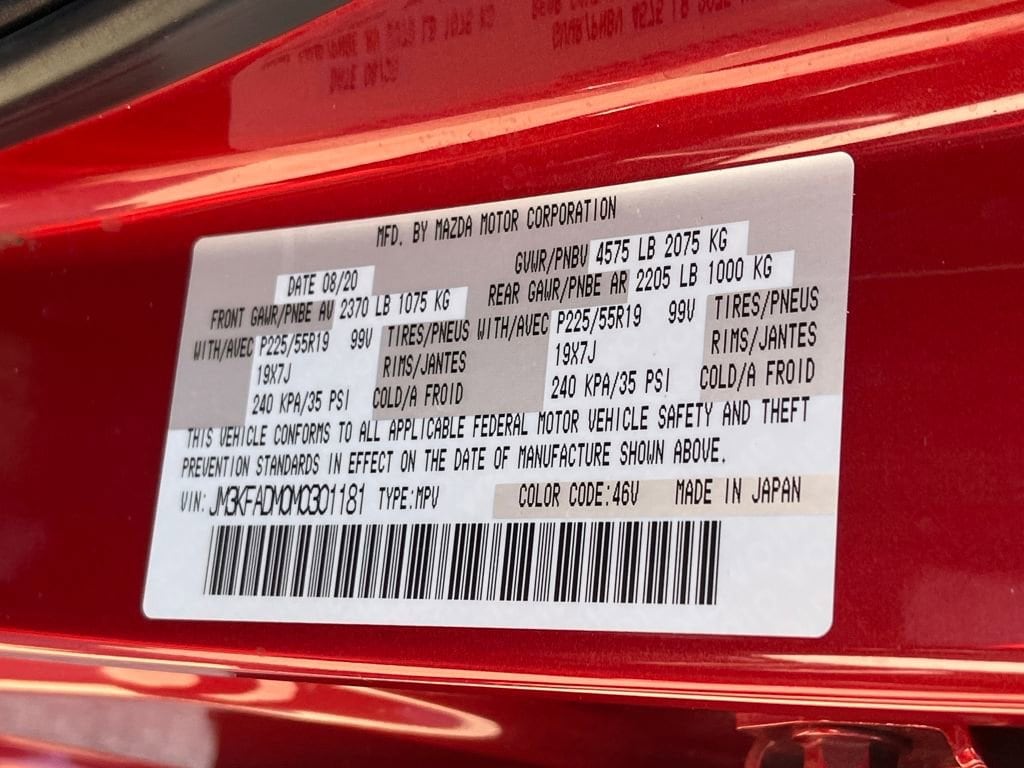 MFD. BY MAZDA MOTOR CORPORATION
DATE 08/20 GVWR/PNBV 4575 LB 2075 KG
FRONT GAWR/PNBE AV 2370 LB 1075 KG REAR GAWR/PNBE AR 2205 LB 1000 KG
WITH/AVEC P225/55R19 99V TIRES/PNEUS WITH/AVEC P225/55R19 99V TIRES/PNEUS
19X7J RIMS/JANTES 19X7J RIMS/JANTES
240 KPA/35 PSI COLD/A FROID 240 KPA/35 PSI COLD/A FROID
THIS VEHICLE CONFORMS TO ALL APPLICABLE FEDERAL MOTOR VEHICLE SAFETY AND THEFT
PREVENTION STANDARDS IN EFFECT ON THE DATE OF MANUFACTURE SHOWN ABOVE.
VIN: JM3KFADM0M0301181 TYPE:MPV COLOR CODE:46V MADE IN JAPAN